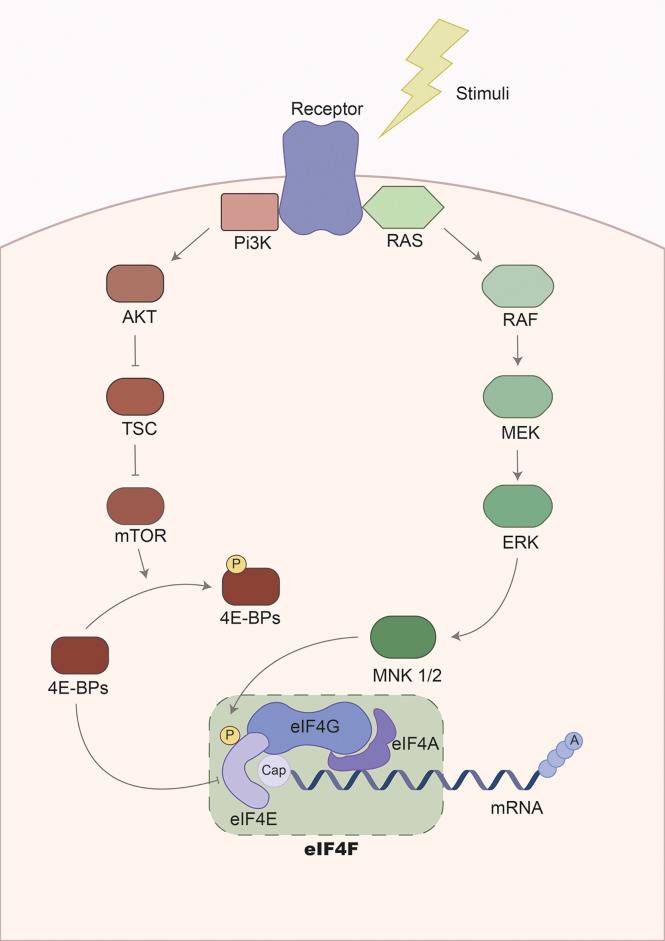 Stimuli
Receptor
Pi3K
RAS
AKT
RAF
TSC
MEK
mTOR
ERK
P
4E-BPs
4E-BPs
MNK 1/2
P
eIF4G
eIF4A
Cap
A
mRNA
eIF4E
eIF4F